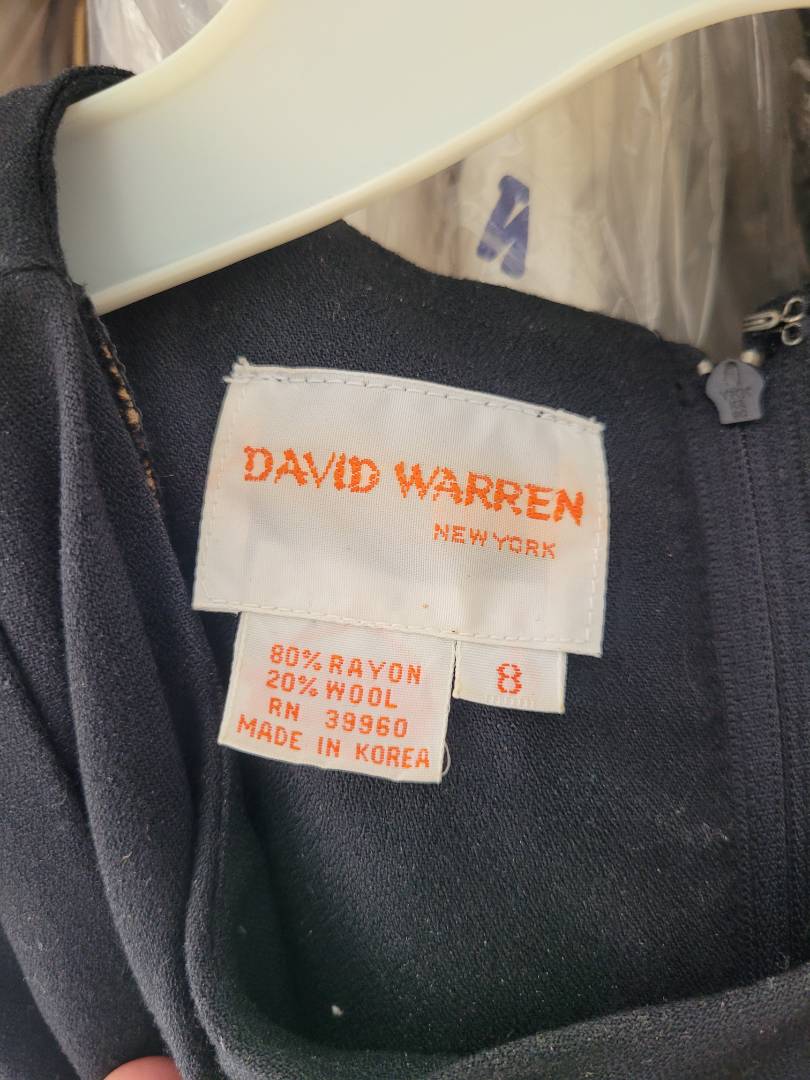 DAVID WARREN
NEW YORK
80% RAYON
20% WOOL
RN 39960
MADE IN KOREA
8